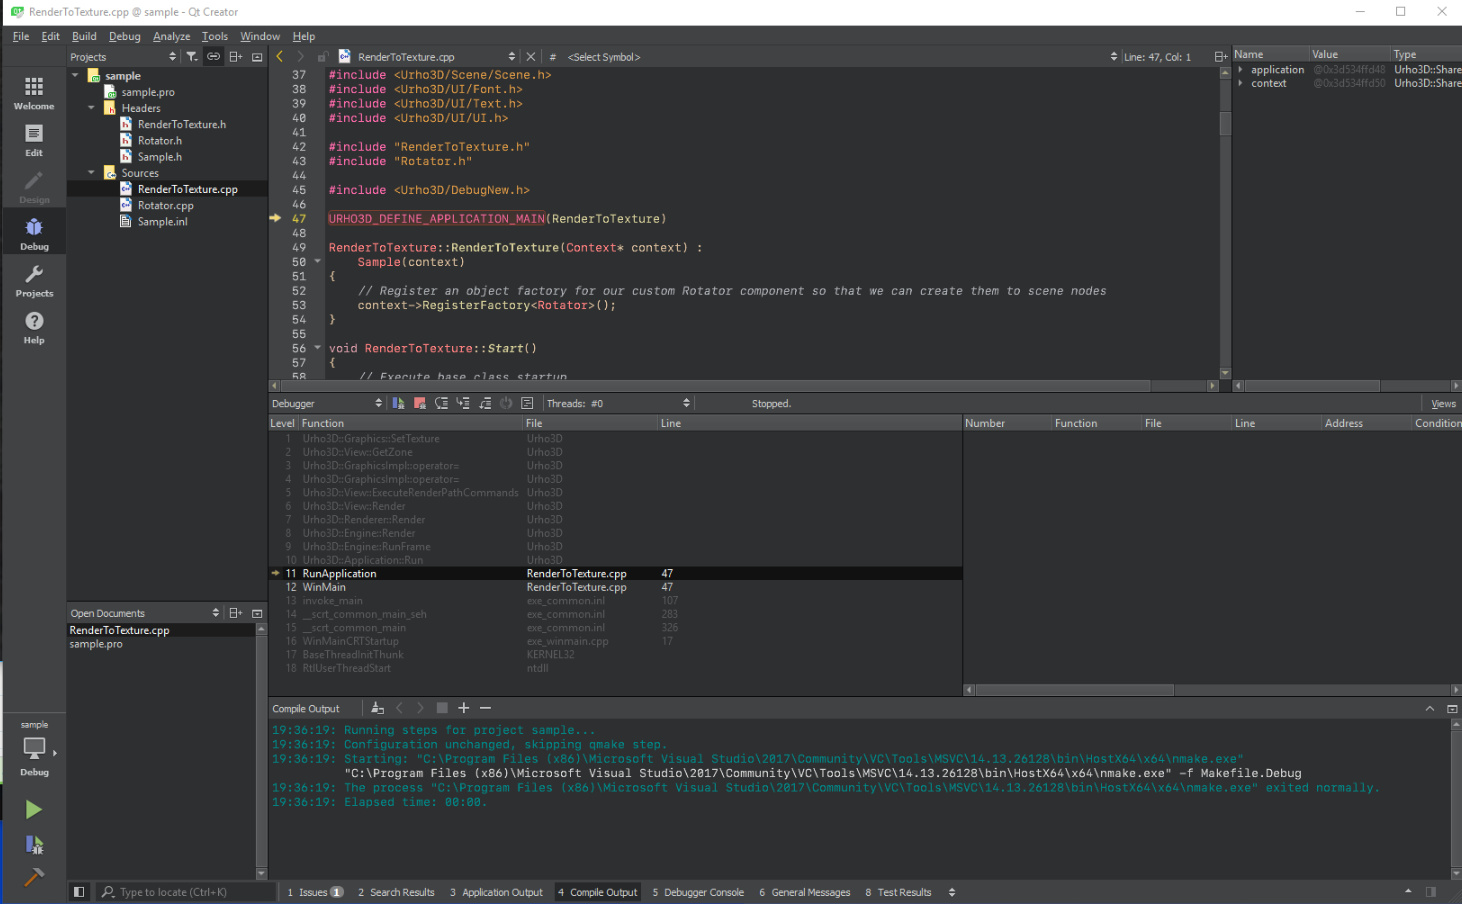 RenderToTexture.cpp @ sample - Qt Creator
File Edit Build Debug Analyze Tools Window Help
Projects
RenderToTexture.cpp
# <Select Symbol>
Line: 47, Col: 1
Name Value Type
application @0x3d534ffd48 Urho3D::Share
context @0x3d534ffd50 Urho3D::Share
Welcome
Edit
Design
Debug
Projects
Help
sample
sample.pro
Headers
RenderToTexture.h
Rotator.h
Sample.h
Sources
RenderToTexture.cpp
Rotator.cpp
Sample.inl
37 #include <Urho3D/Scene/Scene.h>
38 #include <Urho3D/UI/Font.h>
39 #include <Urho3D/UI/Text.h>
40 #include <Urho3D/UI/UI.h>
41
42 #include "RenderToTexture.h"
43 #include "Rotator.h"
44
45 #include <Urho3D/DebugNew.h>
46
47 URHO3D_DEFINE_APPLICATION_MAIN(RenderToTexture)
48
49 RenderToTexture::RenderToTexture(Context* context) :
50 Sample(context)
51 {
52 // Register an object factory for our custom Rotator component so that we can create them to scene nodes
53 context->RegisterFactory<Rotator>();
54 }
55
56 void RenderToTexture::Start()
57 {
58 // Execute base class startup
Debugger
Threads: #0
Stopped.
Views
Level Function File Line
1 Urho3D::Graphics::SetTexture Urho3D
2 Urho3D::View::GetZone Urho3D
3 Urho3D::GraphicsImpl::operator= Urho3D
4 Urho3D::GraphicsImpl::operator= Urho3D
5 Urho3D::View::ExecuteRenderPathCommands Urho3D
6 Urho3D::View::Render Urho3D
7 Urho3D::Renderer::Render Urho3D
8 Urho3D::Engine::Render Urho3D
9 Urho3D::Engine::RunFrame Urho3D
10 Urho3D::Application::Run Urho3D
11 RunApplication RenderToTexture.cpp 47
12 WinMain RenderToTexture.cpp 47
13 invoke_main exe_common.inl 107
14 __scrt_common_main_seh exe_common.inl 283
15 __scrt_common_main exe_common.inl 326
16 WinMainCRTStartup exe_winmain.cpp 17
17 BaseThreadInitThunk KERNEL32
18 RtlUserThreadStart ntdll
Number Function File Line Address Condition
Open Documents
RenderToTexture.cpp
sample.pro
Compile Output
19:36:19: Running steps for project sample...
19:36:19: Configuration unchanged, skipping qmake step.
19:36:19: Starting: "C:\Program Files (x86)\Microsoft Visual Studio\2017\Community\VC\Tools\MSVC\14.13.26128\bin\HostX64\x64\nmake.exe"
"C:\Program Files (x86)\Microsoft Visual Studio\2017\Community\VC\Tools\MSVC\14.13.26128\bin\HostX64\x64\nmake.exe" -f Makefile.Debug
19:36:19: The process "C:\Program Files (x86)\Microsoft Visual Studio\2017\Community\VC\Tools\MSVC\14.13.26128\bin\HostX64\x64\nmake.exe" exited normally.
19:36:19: Elapsed time: 00:00.
sample
Debug
Type to locate (Ctrl+K)
1 Issues 1 2 Search Results 3 Application Output 4 Compile Output 5 Debugger Console 6 General Messages 8 Test Results